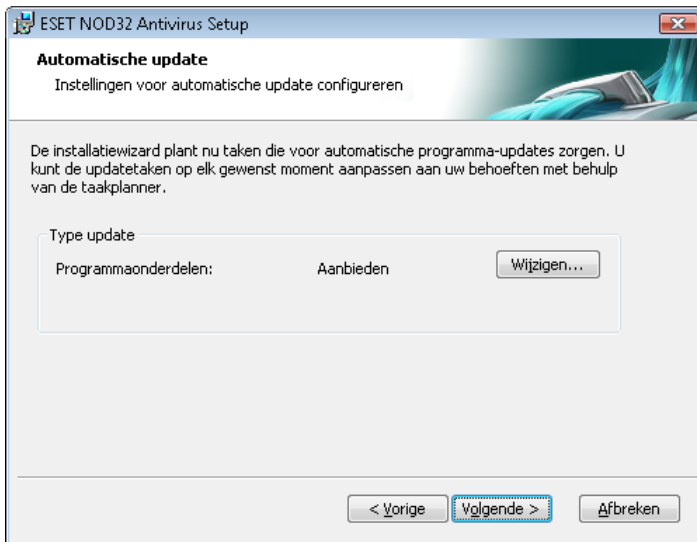 ESET NOD32 Antivirus Setup
Automatische update
Instellingen voor automatische update configureren
De installatiewizard plant nu taken die voor automatische programma-updates zorgen. U
kunt de updatetaken op elk gewenst moment aanpassen aan uw behoeften met behulp
van de taakplanner.
Type update
Programmaonderdelen: Aanbieden Wijzigen...
< Vorige Volgende > Afbreken